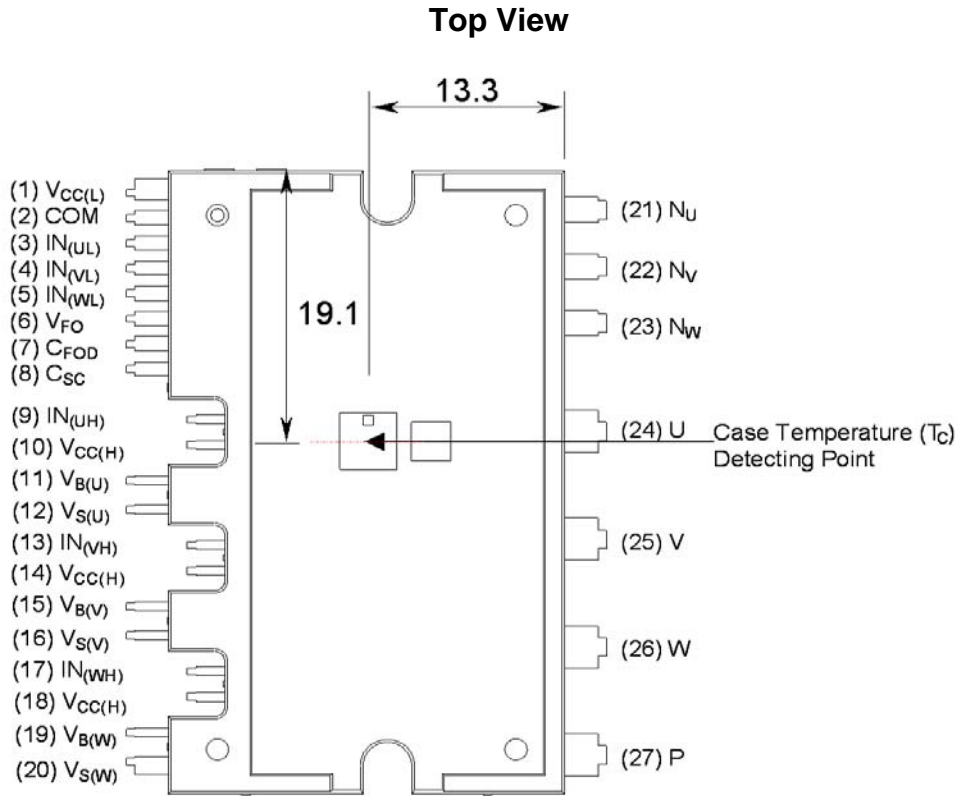 Top View
13.3
19.1
(1) VCC(L)
(2) COM
(3) IN(UL)
(4) IN(VL)
(5) IN(WL)
(6) VFO
(7) CFOD
(8) CSC
(9) IN(UH)
(10) VCC(H)
(11) VB(U)
(12) VS(U)
(13) IN(VH)
(14) VCC(H)
(15) VB(V)
(16) VS(V)
(17) IN(WH)
(18) VCC(H)
(19) VB(W)
(20) VS(W)
(21) NU
(22) NV
(23) NW
(24) U
Case Temperature (TC)
Detecting Point
(25) V
(26) W
(27) P